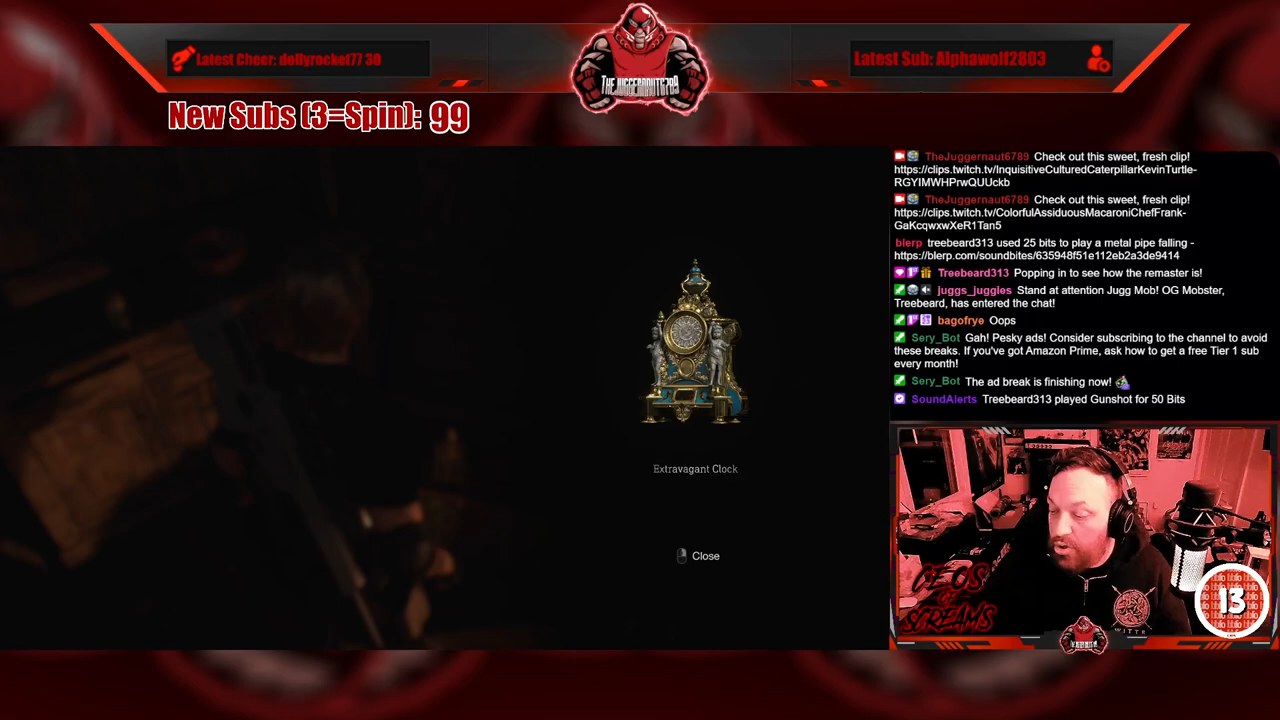 Latest Cheer: dollyrocket77 30
THEJUGGERNAUT6789
Latest Sub: Alphawolf2803
New Subs (3=Spin): 99
TheJuggernaut6789 Check out this sweet, fresh clip!
https://clips.twitch.tv/InquisitiveCulturedCaterpillarKevinTurtle-
RGYIMWHPrwQUUckb
TheJuggernaut6789 Check out this sweet, fresh clip!
https://clips.twitch.tv/ColorfulAssiduousMacaroniChefFrank-
GaKcqwxwXeR1Tan5
blerp treebeard313 used 25 bits to play a metal pipe falling -
https://blerp.com/soundbites/635948f51e112eb2a3de9414
Treebeard313 Popping in to see how the remaster is!
juggs_juggies Stand at attention Jugg Mob! OG Mobster,
Treebeard, has entered the chat!
bagofrye Oops
Sery_Bot Gah! Pesky ads! Consider subscribing to the channel to avoid
these breaks. If you've got Amazon Prime, ask how to get a free Tier 1 sub
every month!
Sery_Bot The ad break is finishing now!
SoundAlerts Treebeard313 played Gunshot for 50 Bits
Extravagant Clock
Close
CEOS
OF
SCREAMS
WITTR
13